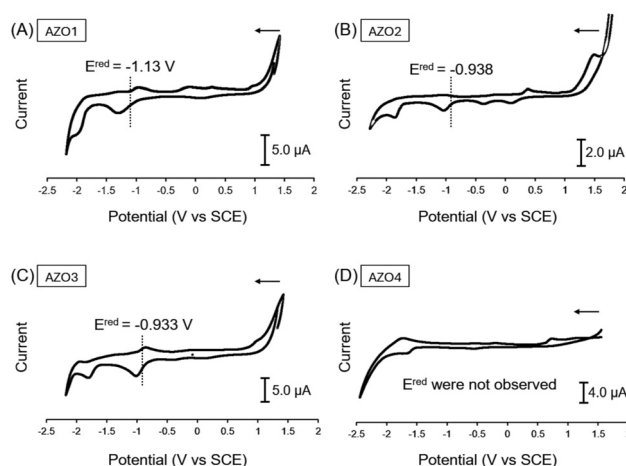 (A) AZO1
E^red = -1.13 V
Current
5.0 µA
-2.5 -2 -1.5 -1 -0.5 0 0.5 1 1.5 2
Potential (V vs SCE)
(B) AZO2
E^red = -0.938
Current
2.0 µA
-2.5 -2 -1.5 -1 -0.5 0 0.5 1 1.5 2
Potential (V vs SCE)
(C) AZO3
E^red = -0.933 V
Current
5.0 µA
-2.5 -2 -1.5 -1 -0.5 0 0.5 1 1.5 2
Potential (V vs SCE)
(D) AZO4
Current
E^red were not observed
4.0 µA
-2.5 -2 -1.5 -1 -0.5 0 0.5 1 1.5 2
Potential (V vs SCE)